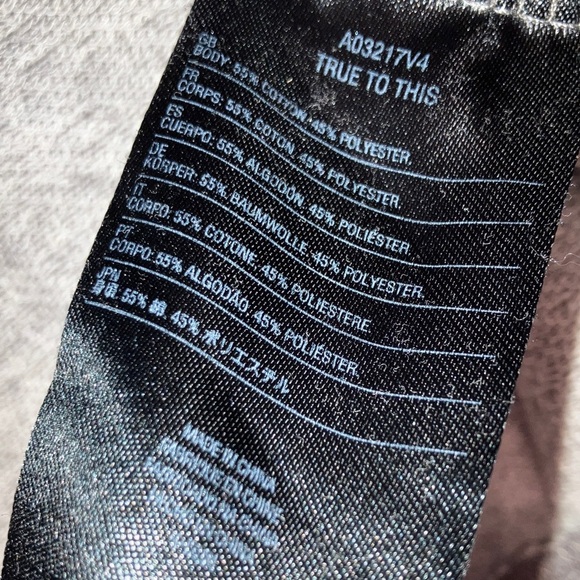 A03217V4
TRUE TO THIS
GB
BODY: 55% COTTON, 45% POLYESTER.
FR
CORPS: 55% COTON, 45% POLYESTER.
ES
CUERPO: 55% ALGODON, 45% POLIÉSTER.
DE
KÖRPER: 55% BAUMWOLLE, 45% POLYESTER.
IT
CORPO: 55% COTONE, 45% POLIESTERE.
PT
CORPO: 55% ALGODÃO, 45% POLIÉSTER.
JPN
身頃: 55% 綿, 45% ポリエステル
MADE IN CHINA